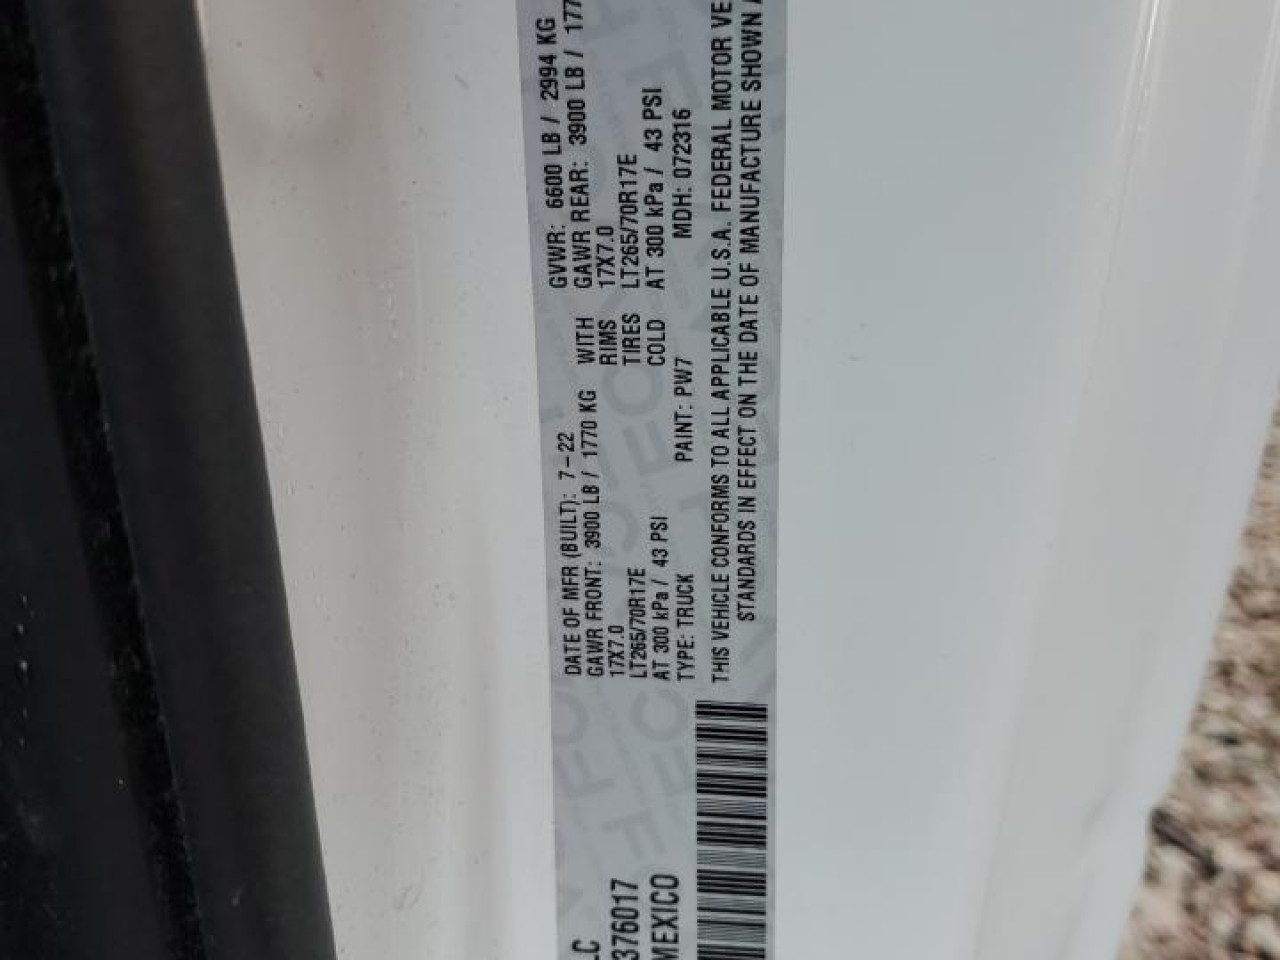 LC
376017
MEXICO
DATE OF MFR (BUILT): 7-22 GVWR: 6600 LB / 2994 KG
GAWR FRONT: 3900 LB / 1770 KG WITH GAWR REAR: 3900 LB / 177
17X7.0 RIMS 17X7.0
LT265/70R17E TIRES LT265/70R17E
AT 300 kPa / 43 PSI COLD AT 300 kPa / 43 PSI
TYPE: TRUCK PAINT: PW7 MDH: 072316
THIS VEHICLE CONFORMS TO ALL APPLICABLE U.S.A. FEDERAL MOTOR VE
STANDARDS IN EFFECT ON THE DATE OF MANUFACTURE SHOWN A